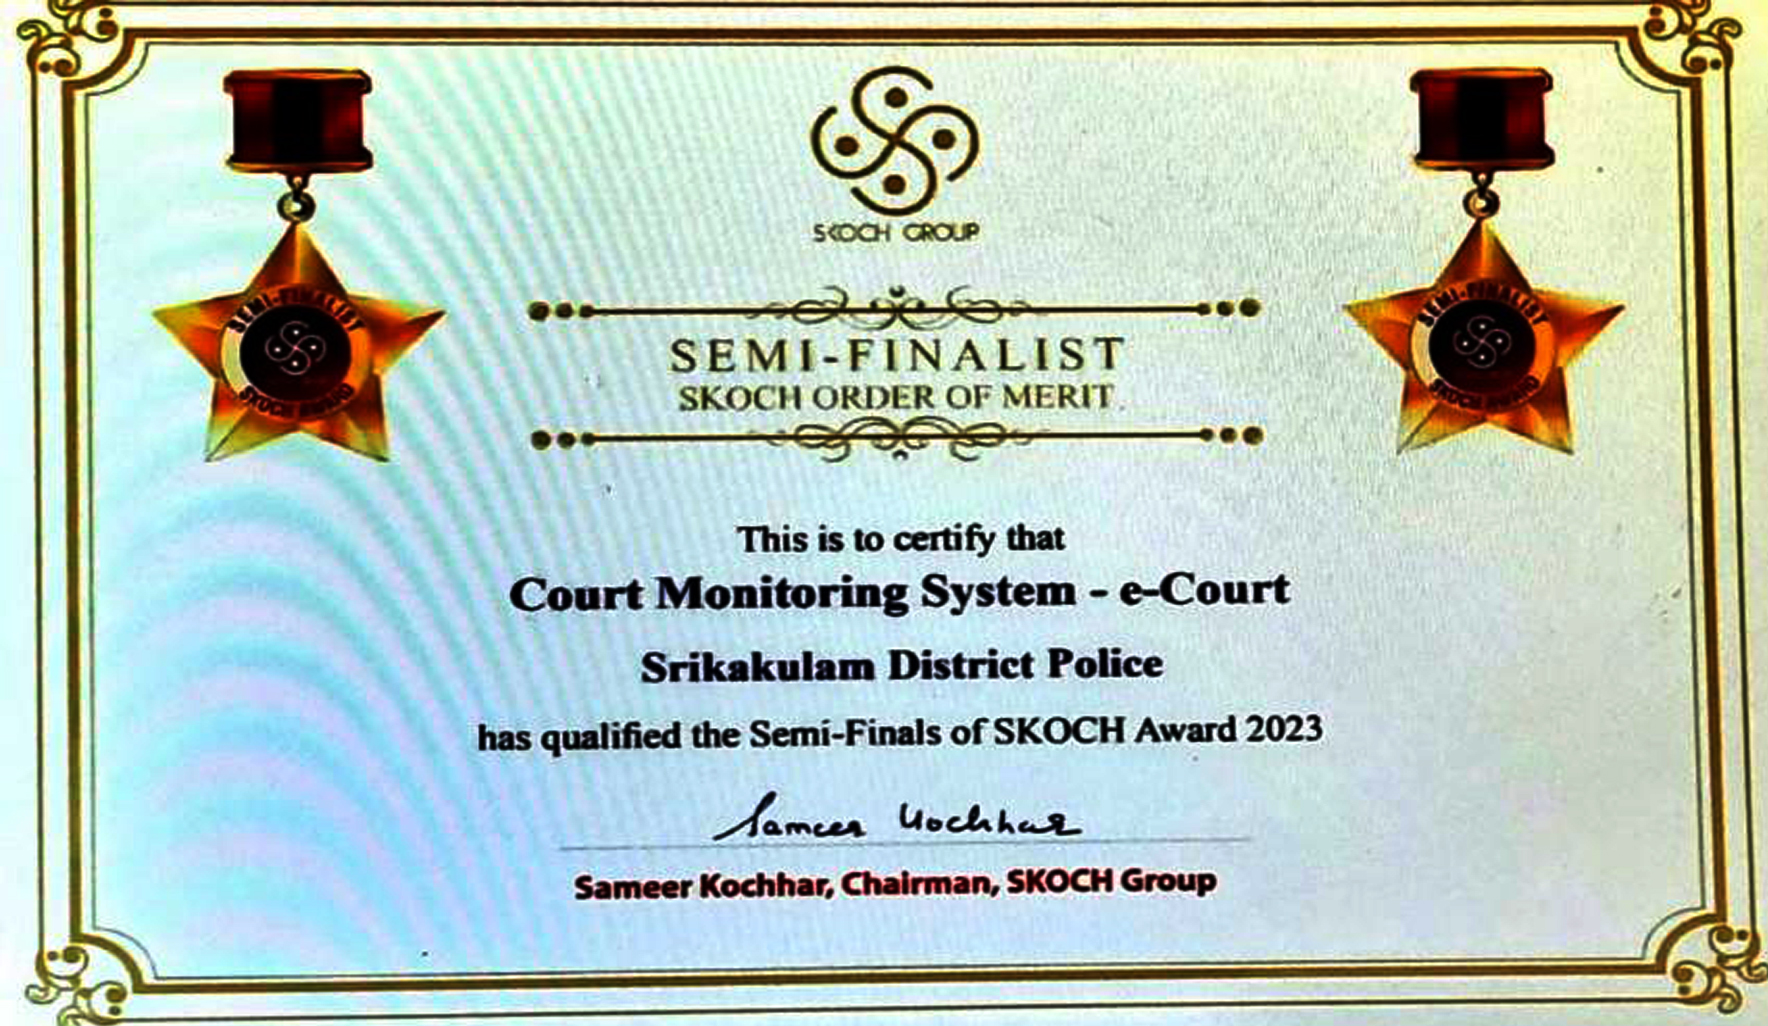 SKOCH GROUP
SEMI-FINALIST
SKOCH AWARD
SEMI-FINALIST
SKOCH AWARD
SEMI-FINALIST
SKOCH ORDER OF MERIT
This is to certify that
Court Monitoring System - e-Court
Srikakulam District Police
has qualified the Semi-Finals of SKOCH Award 2023
Sameer Kochhar
Sameer Kochhar, Chairman, SKOCH Group